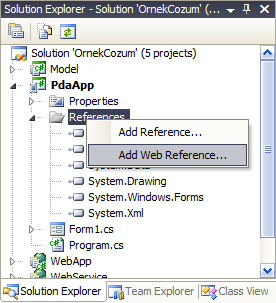 Solution Explorer - Solution 'OrnekCozum' (...
Solution 'OrnekCozum' (5 projects)
Model
PdaApp
Properties
References
Add Reference...
Add Web Reference...
System.Drawing
System.Windows.Forms
System.Xml
Form1.cs
Program.cs
WebApp
WebService
Solution Explorer
Team Explorer
Class View